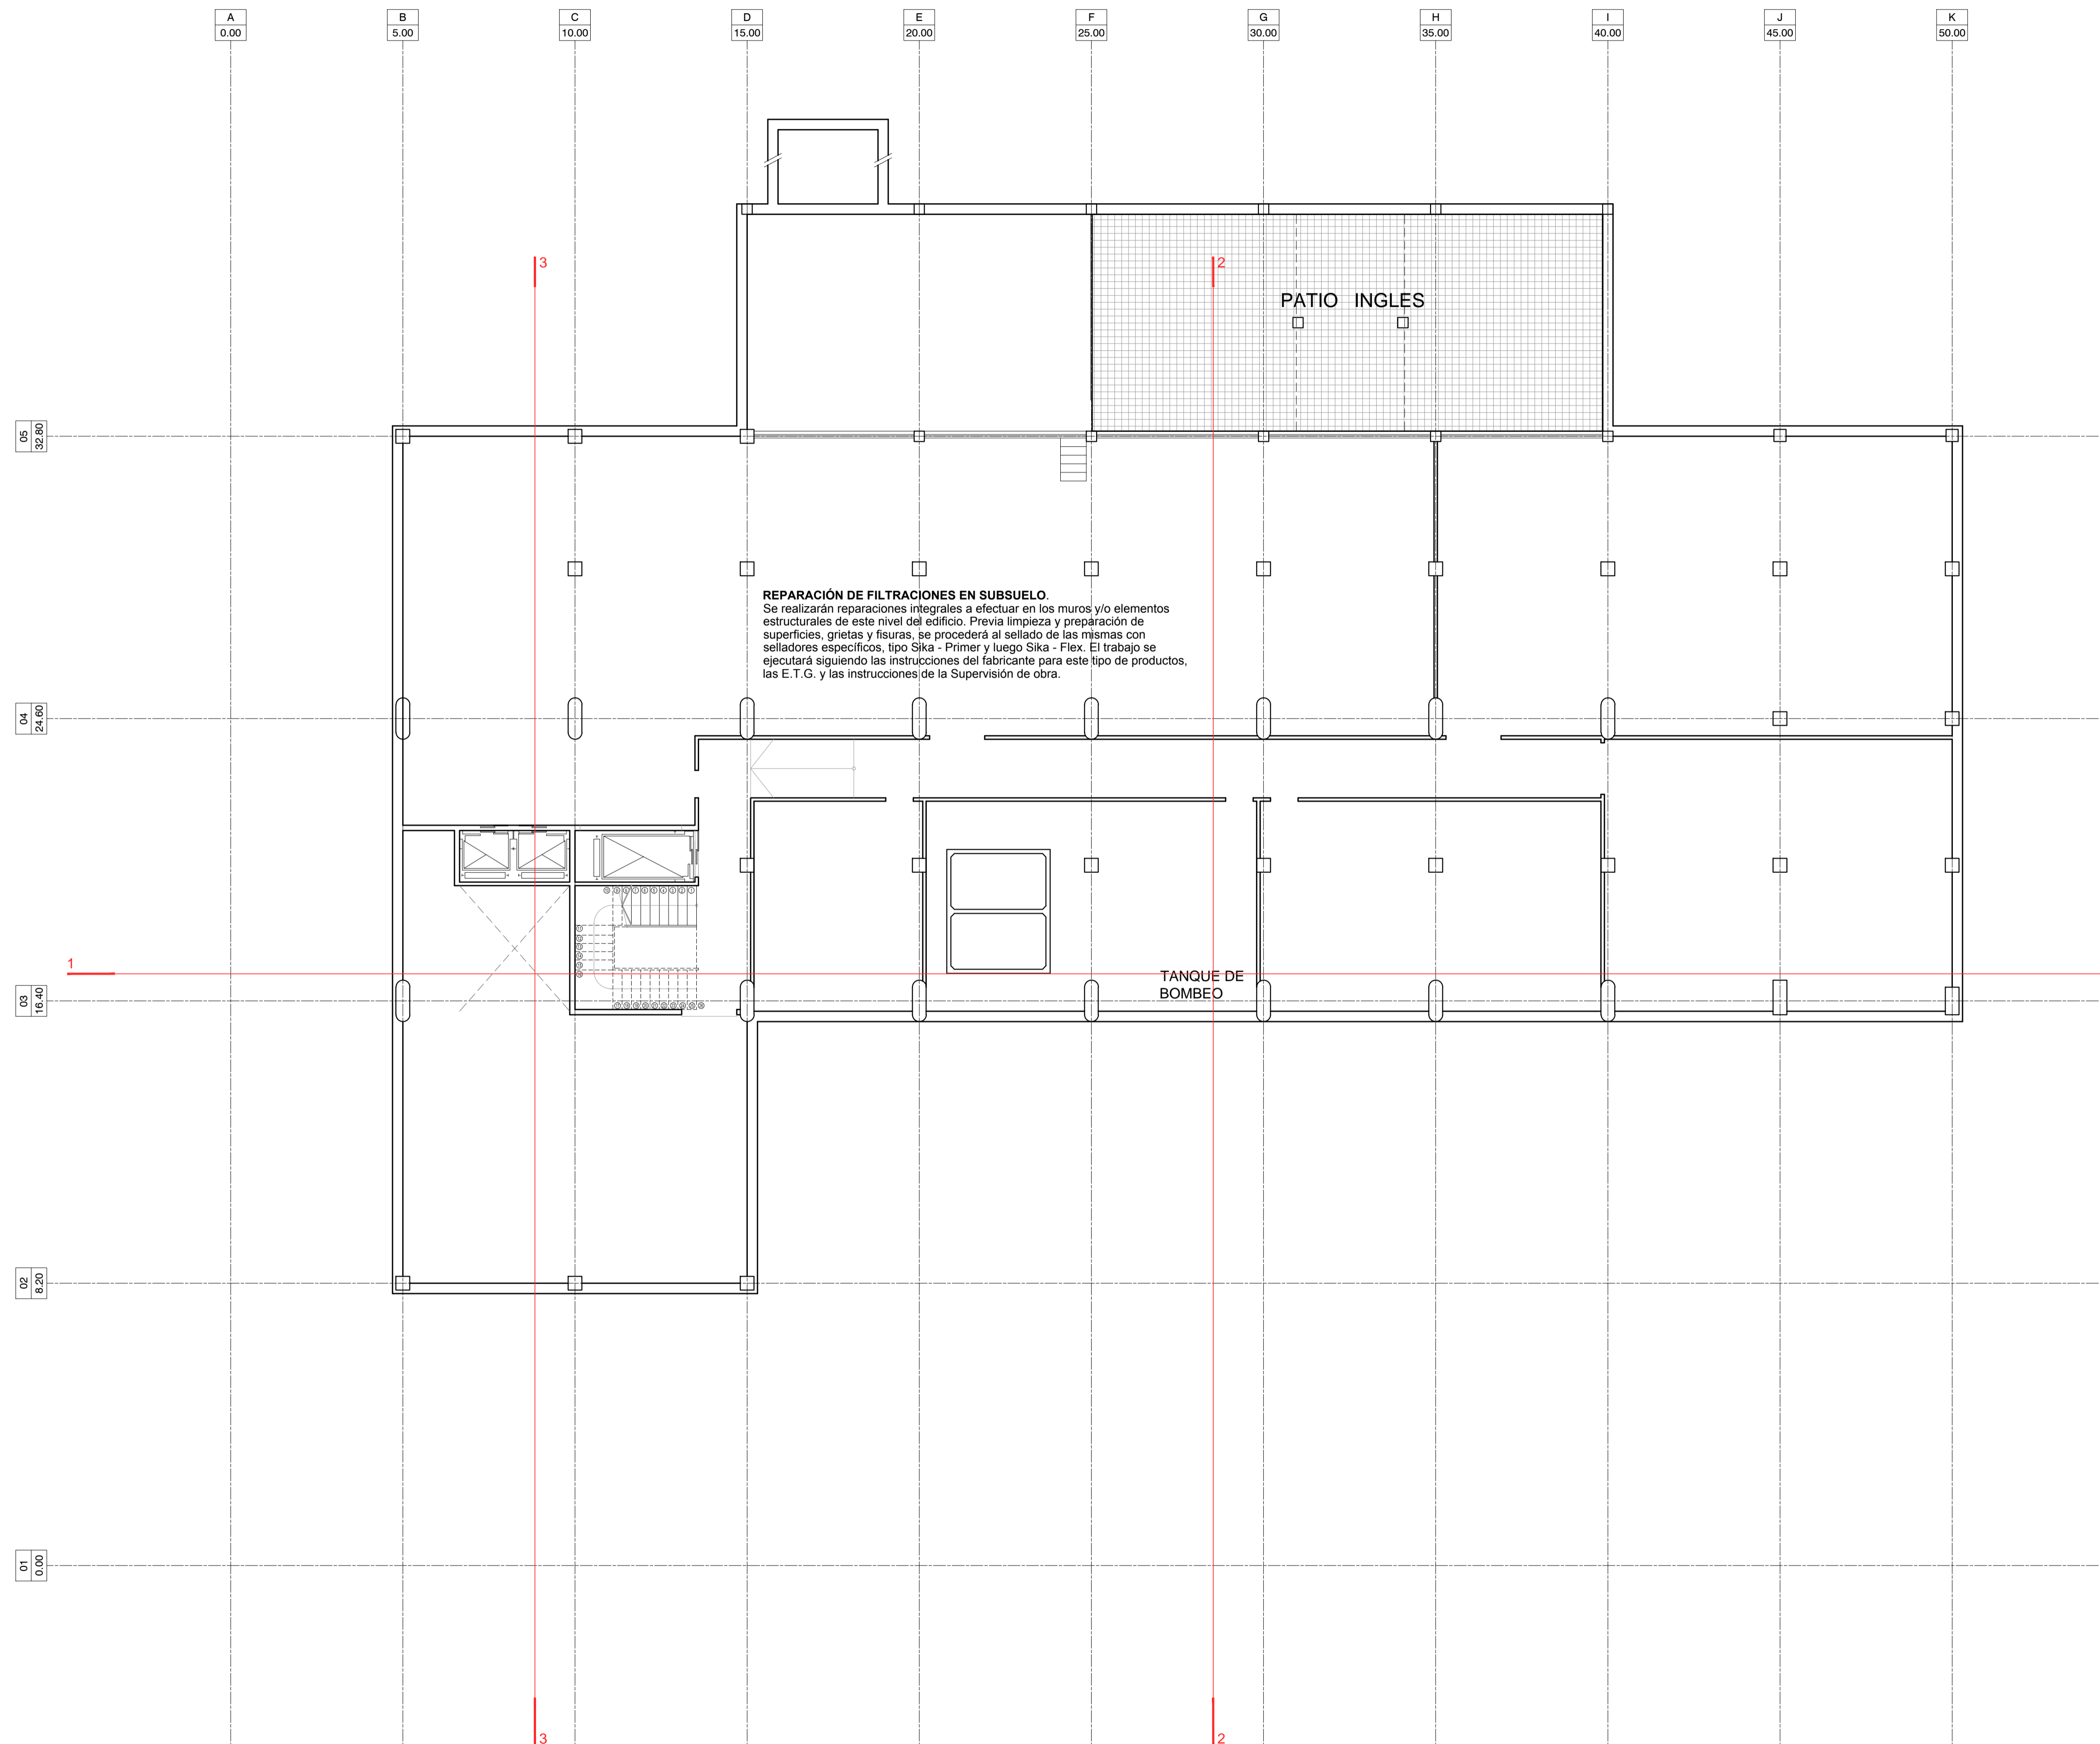 A B C D E F G H I J K
0.00 5.00 10.00 15.00 20.00 25.00 30.00 35.00 40.00 45.00 50.00
3
2
PATIO   INGLES
05
32.80
REPARACIÓN DE FILTRACIONES EN SUBSUELO.
Se realizarán reparaciones integrales a efectuar en los muros y/o elementos
estructurales de este nivel del edificio. Previa limpieza y preparación de
superficies, grietas y fisuras, se procederá al sellado de las mismas con
selladores específicos, tipo Sika - Primer y luego Sika - Flex. El trabajo se
ejecutará siguiendo las instrucciones del fabricante para este tipo de productos,
las E.T.G. y las instrucciones de la Supervisión de obra.
04
24.60
1
TANQUE DE
BOMBEO
03
16.40
02
8.20
01
0.00
3
2